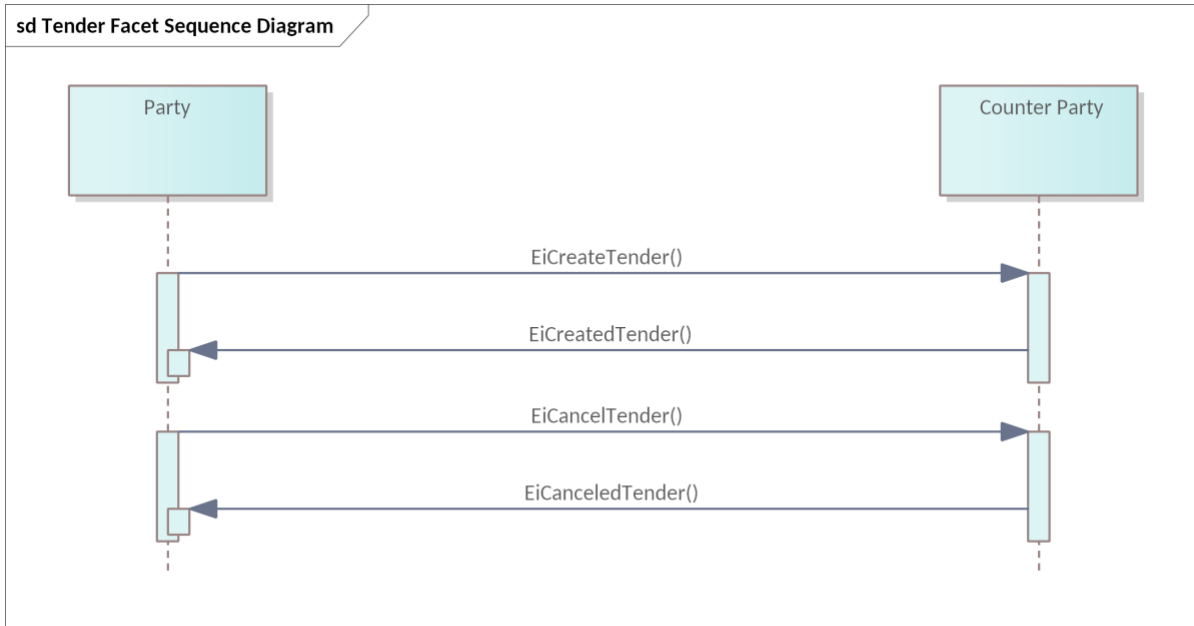 sd Tender Facet Sequence Diagram
Party
Counter Party
EiCreateTender()
EiCreatedTender()
EiCancelTender()
EiCanceledTender()